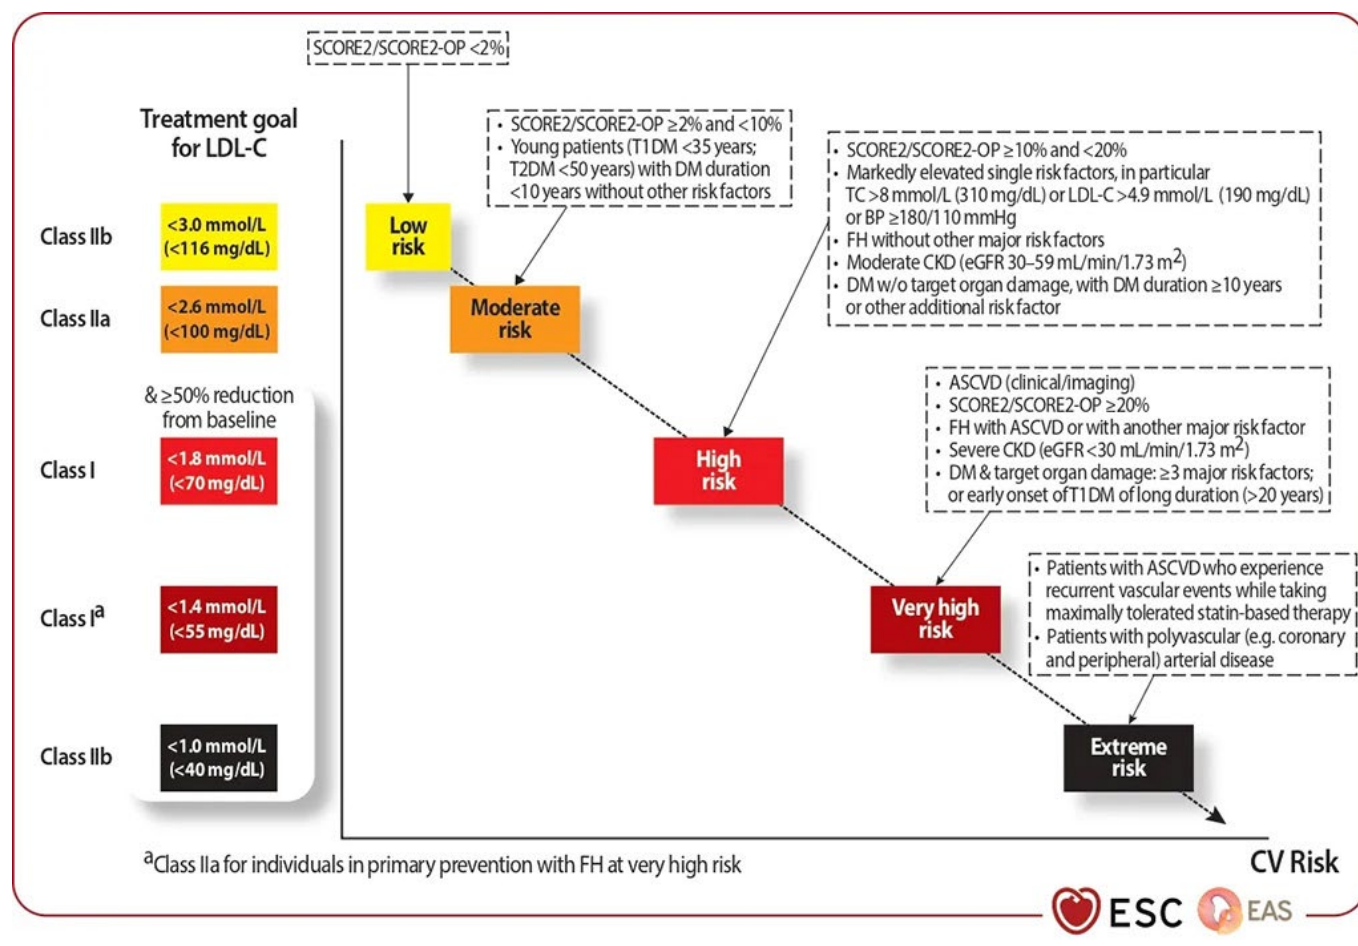 SCORE2/SCORE2-OP <2%
Treatment goal
for LDL-C
• SCORE2/SCORE2-OP ≥2% and <10%
• Young patients (T1DM <35 years;
T2DM <50 years) with DM duration
<10 years without other risk factors
• SCORE2/SCORE2-OP ≥10% and <20%
• Markedly elevated single risk factors, in particular
TC >8 mmol/L (310 mg/dL) or LDL-C >4.9 mmol/L (190 mg/dL)
or BP ≥180/110 mmHg
• FH without other major risk factors
• Moderate CKD (eGFR 30–59 mL/min/1.73 m²)
• DM w/o target organ damage, with DM duration ≥10 years
or other additional risk factor
Class IIb
<3.0 mmol/L
(<116 mg/dL)
Low
risk
Class IIa
<2.6 mmol/L
(<100 mg/dL)
Moderate
risk
& ≥50% reduction
from baseline
• ASCVD (clinical/imaging)
• SCORE2/SCORE2-OP ≥20%
• FH with ASCVD or with another major risk factor
• Severe CKD (eGFR <30 mL/min/1.73 m²)
• DM & target organ damage: ≥3 major risk factors;
or early onset of T1DM of long duration (>20 years)
Class I
<1.8 mmol/L
(<70 mg/dL)
High
risk
• Patients with ASCVD who experience
recurrent vascular events while taking
maximally tolerated statin-based therapy
• Patients with polyvascular (e.g. coronary
and peripheral) arterial disease
Class Iᵃ
<1.4 mmol/L
(<55 mg/dL)
Very high
risk
Class IIb
<1.0 mmol/L
(<40 mg/dL)
Extreme
risk
ᵃClass IIa for individuals in primary prevention with FH at very high risk
CV Risk
ESC
EAS